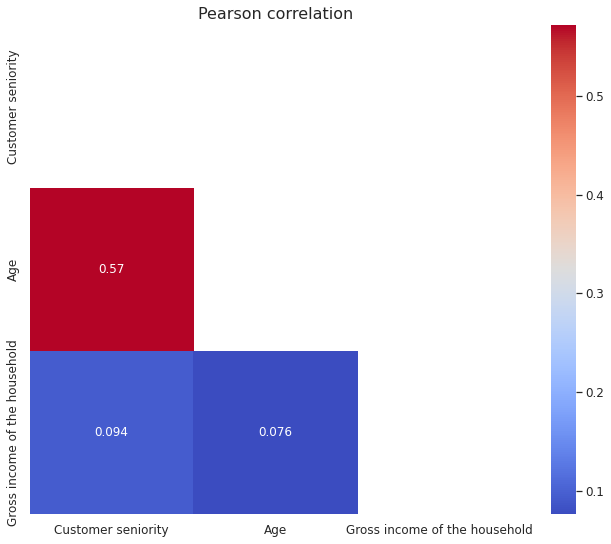 Pearson correlation
Customer seniority
Age
Gross income of the household
0.57
0.094
0.076
Customer seniority
Age
Gross income of the household
0.5
0.4
0.3
0.2
0.1